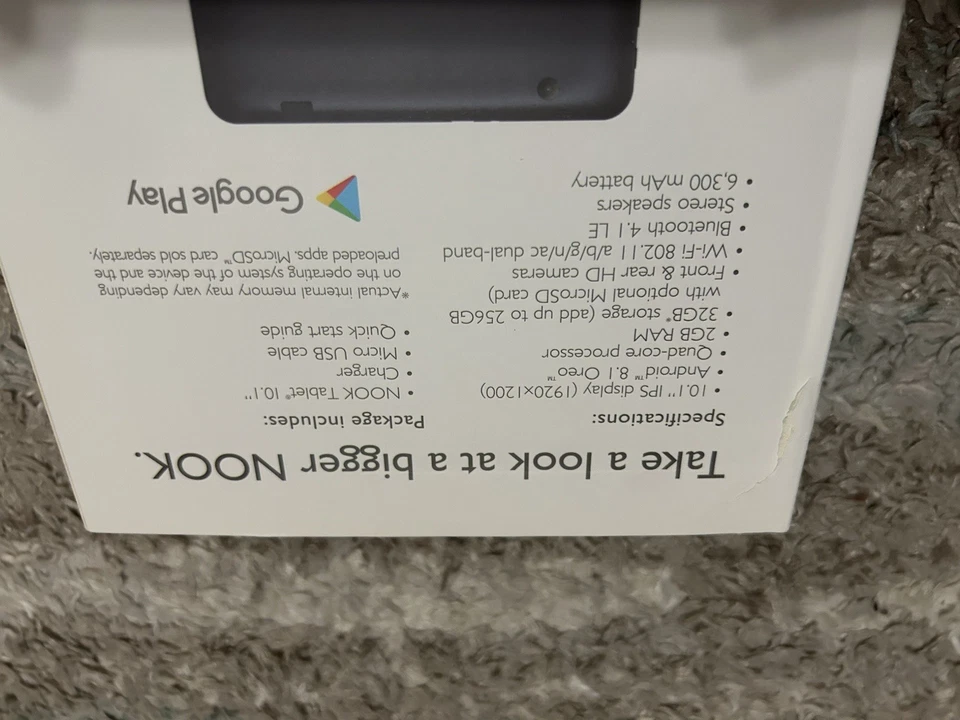 Take a look at a bigger NOOK.
Specifications:
• 10.1" IPS display (1920x1200)
• Android™ 8.1 Oreo™
• Quad-core processor
• 2GB RAM
• 32GB* storage (add up to 256GB
with optional MicroSD card)
• Front & rear HD cameras
• Wi-Fi 802.11 a/b/g/n/ac dual-band
• Bluetooth 4.1 LE
• Stereo speakers
• 6,300 mAh battery
Package includes:
• NOOK Tablet® 10.1"
• Charger
• Micro USB cable
• Quick start guide
*Actual internal memory may vary depending
on the operating system of the device and the
preloaded apps. MicroSD™ card sold separately.
Google Play